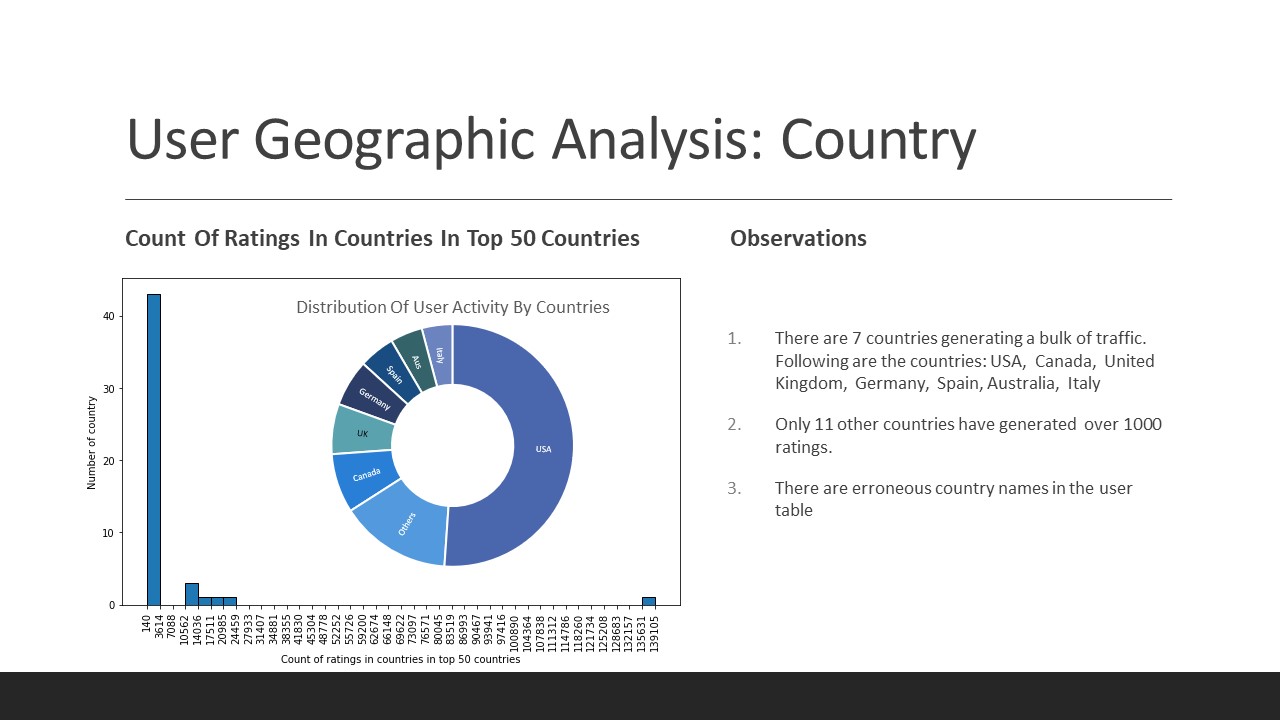 User Geographic Analysis: Country
Count Of Ratings In Countries In Top 50 Countries
Distribution Of User Activity By Countries
USA
Others
Canada
UK
Germany
Spain
Aus
Italy
Number of country
40
30
20
10
0
140
3614
7088
10562
14036
17511
20985
24459
27933
31407
34881
38355
41830
45304
48778
52252
55726
59200
62674
66148
69622
73097
76571
80045
83519
86993
90467
93941
97416
100890
104364
107838
111312
114786
118260
121734
125208
128683
132157
135631
139105
Count of ratings in countries in top 50 countries
Observations
1. There are 7 countries generating a bulk of traffic.
Following are the countries: USA, Canada, United
Kingdom, Germany, Spain, Australia, Italy
2. Only 11 other countries have generated over 1000
ratings.
3. There are erroneous country names in the user
table